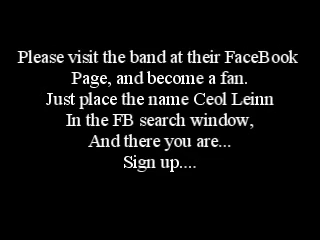 Please visit the band at their FaceBook
Page, and become a fan.
Just place the name Ceol Leinn
In the FB search window,
And there you are...
Sign up....